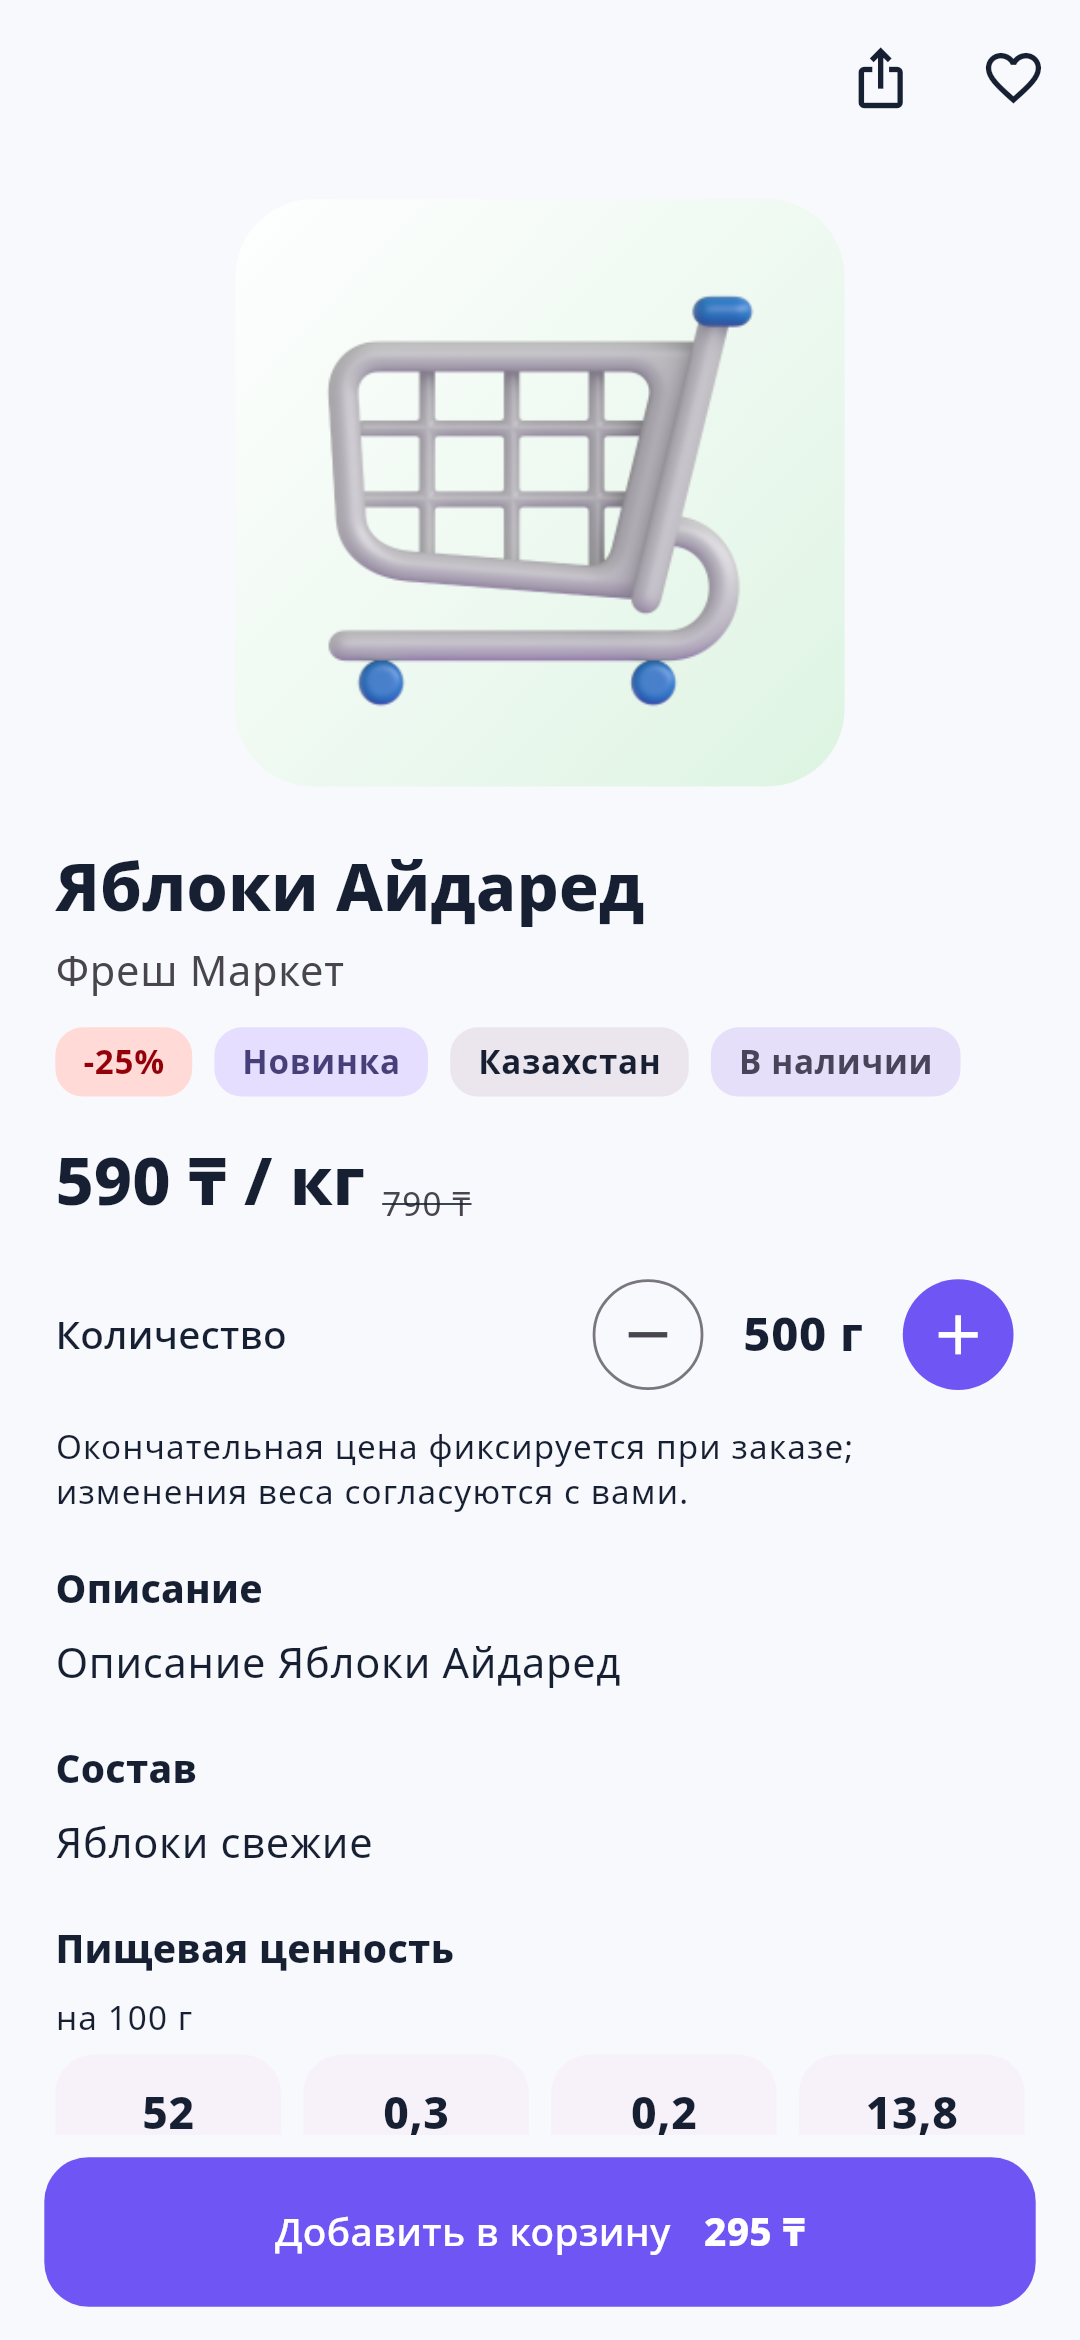 Яблоки Айдаред
Фреш Маркет
-25% Новинка Казахстан В наличии
590 ₸ / кг 790 ₸
Количество 500 г
Окончательная цена фиксируется при заказе;
изменения веса согласуются с вами.
Описание
Описание Яблоки Айдаред
Состав
Яблоки свежие
Пищевая ценность
на 100 г
52 0,3 0,2 13,8
Добавить в корзину 295 ₸